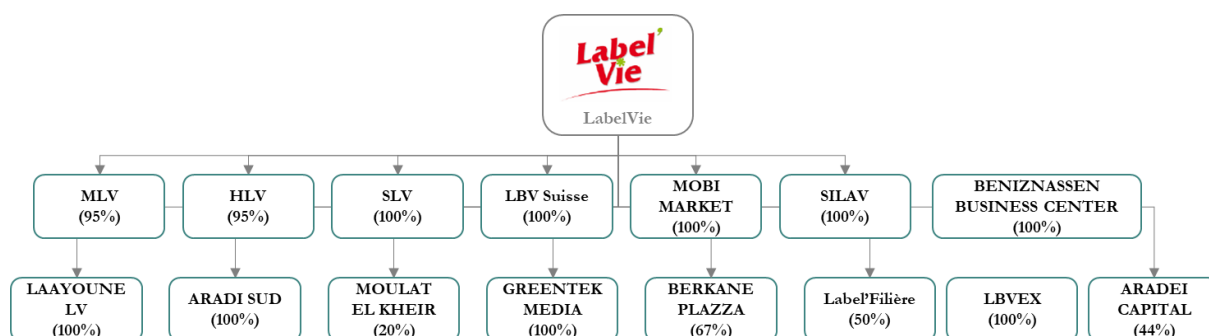 Label'
Vie
LabelVie
MLV
(95%)
HLV
(95%)
SLV
(100%)
LBV Suisse
(100%)
MOBI
MARKET
(100%)
SILAV
(100%)
BENIZNASSEN
BUSINESS CENTER
(100%)
LAAYOUNE
LV
(100%)
ARADI SUD
(100%)
MOULAT
EL KHEIR
(20%)
GREENTEK
MEDIA
(100%)
BERKANE
PLAZZA
(67%)
Label'Filière
(50%)
LBVEX
(100%)
ARADEI
CAPITAL
(44%)